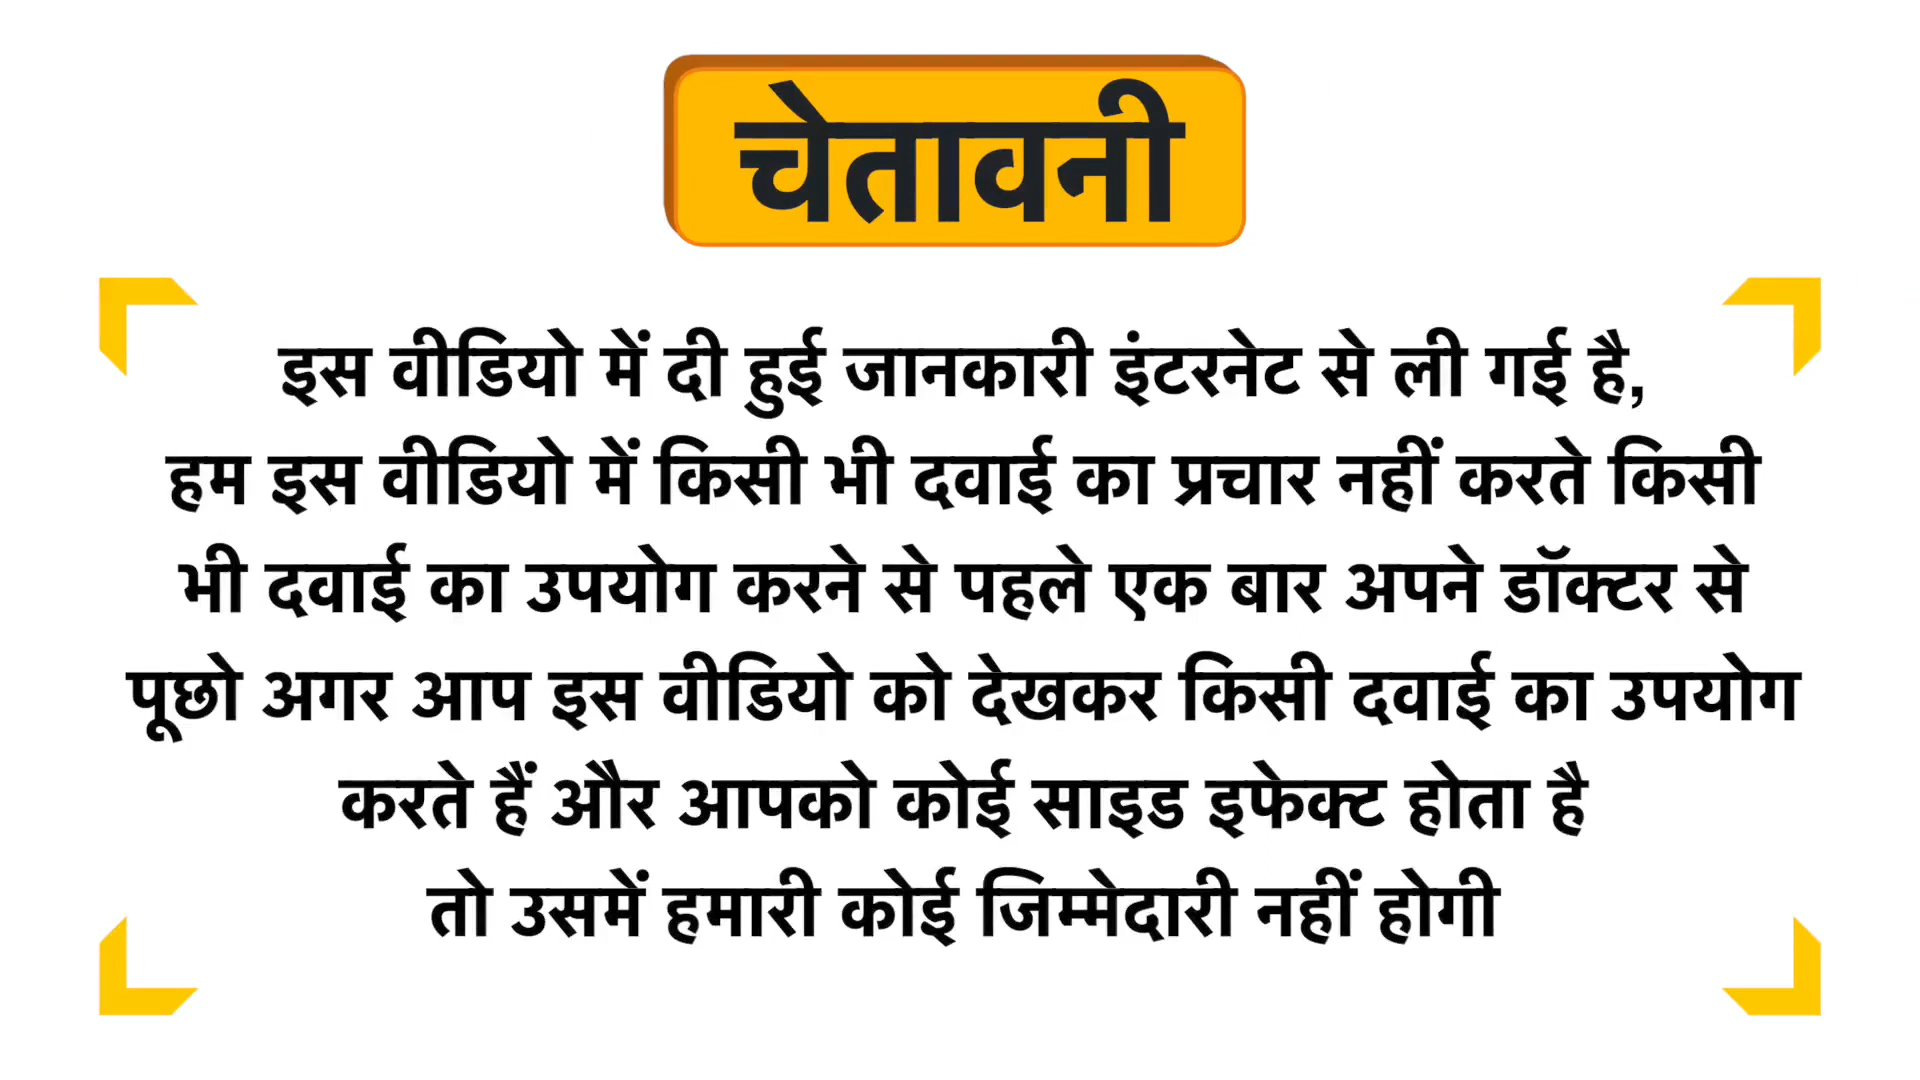 चेतावनी
इस वीडियो में दी हुई जानकारी इंटरनेट से ली गई है,
हम इस वीडियो में किसी भी दवाई का प्रचार नहीं करते किसी
भी दवाई का उपयोग करने से पहले एक बार अपने डॉक्टर से
पूछो अगर आप इस वीडियो को देखकर किसी दवाई का उपयोग
करते हैं और आपको कोई साइड इफेक्ट होता है
तो उसमें हमारी कोई जिम्मेदारी नहीं होगी